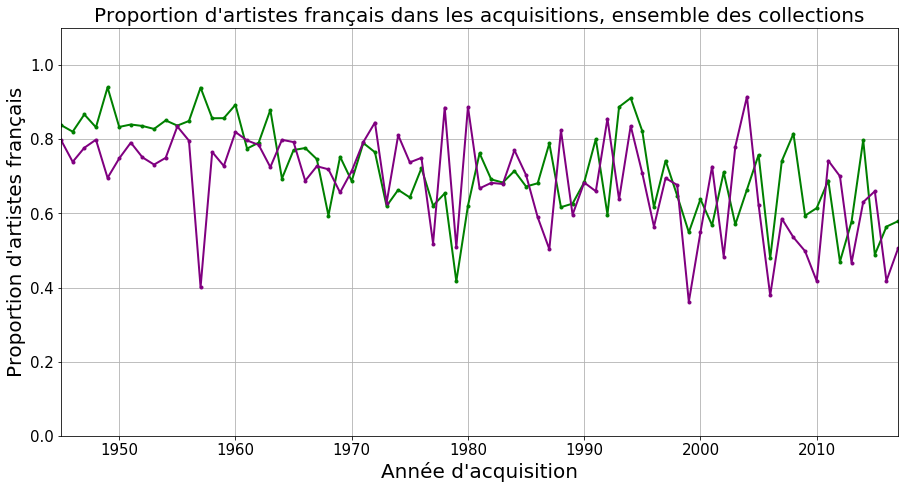 Proportion d'artistes français dans les acquisitions, ensemble des collections
Proportion d'artistes français
1.0
0.8
0.6
0.4
0.2
0.0
1950 1960 1970 1980 1990 2000 2010
Année d'acquisition